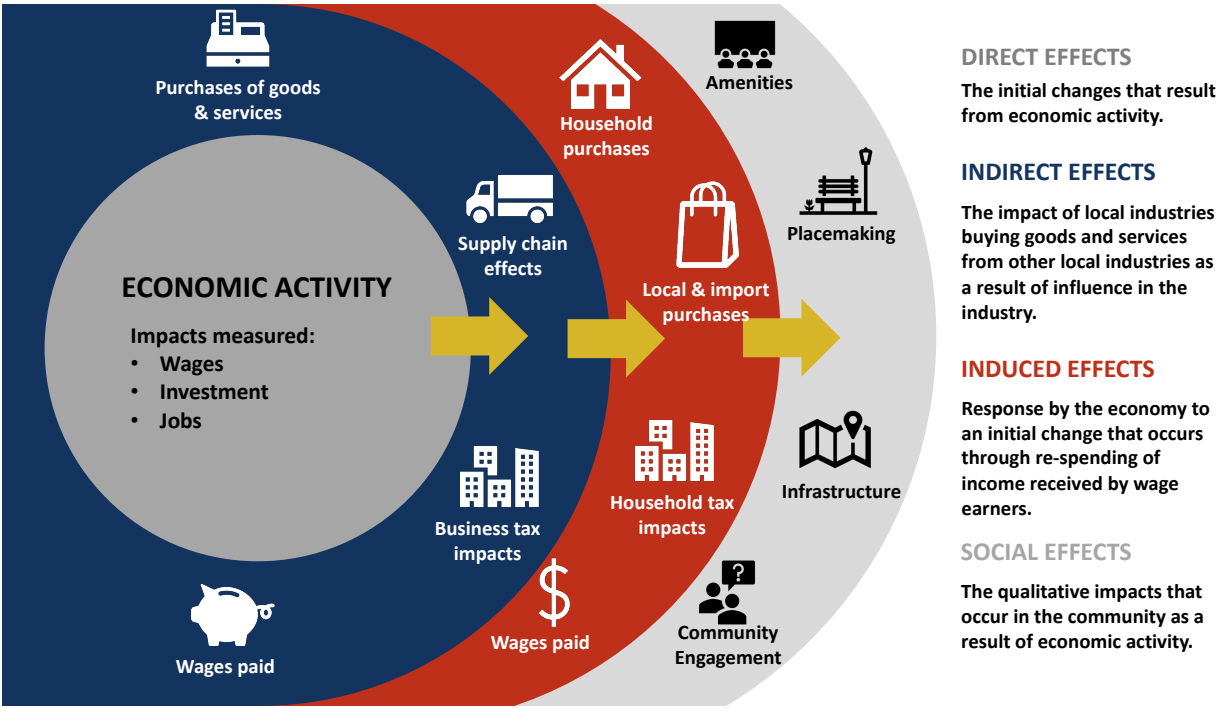 Purchases of goods
& services
Household
purchases
Amenities
Supply chain
effects
Local & import
purchases
Placemaking
ECONOMIC ACTIVITY
Impacts measured:
• Wages
• Investment
• Jobs
Business tax
impacts
Household tax
impacts
Infrastructure
Wages paid
$
Wages paid
?
Community
Engagement
DIRECT EFFECTS
The initial changes that result
from economic activity.
INDIRECT EFFECTS
The impact of local industries
buying goods and services
from other local industries as
a result of influence in the
industry.
INDUCED EFFECTS
Response by the economy to
an initial change that occurs
through re-spending of
income received by wage
earners.
SOCIAL EFFECTS
The qualitative impacts that
occur in the community as a
result of economic activity.